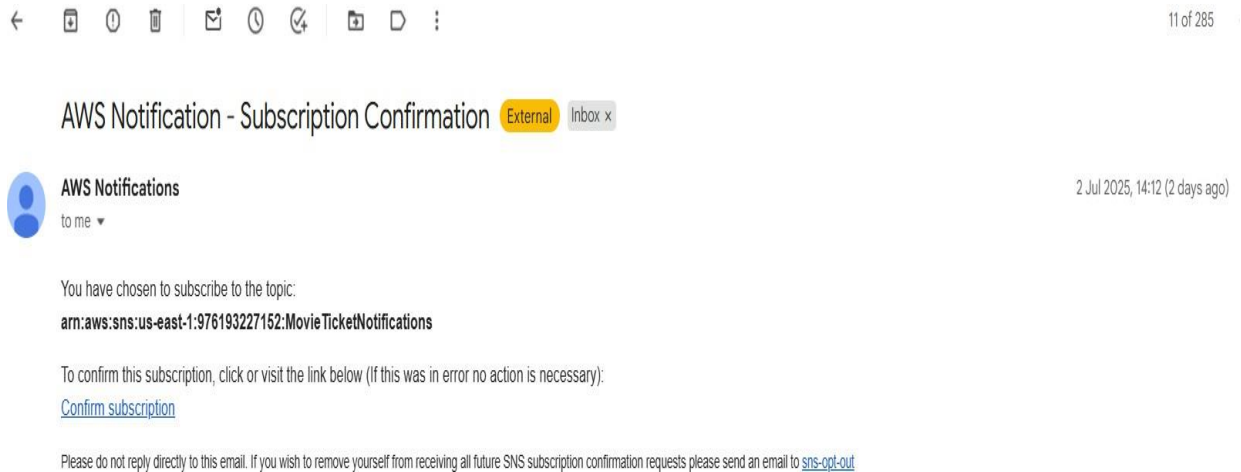 11 of 285
AWS Notification - Subscription Confirmation External Inbox ×
AWS Notifications
2 Jul 2025, 14:12 (2 days ago)
to me
You have chosen to subscribe to the topic:
arn:aws:sns:us-east-1:976193227152:MovieTicketNotifications
To confirm this subscription, click or visit the link below (If this was in error no action is necessary):
Confirm subscription
Please do not reply directly to this email. If you wish to remove yourself from receiving all future SNS subscription confirmation requests please send an email to sns-opt-out